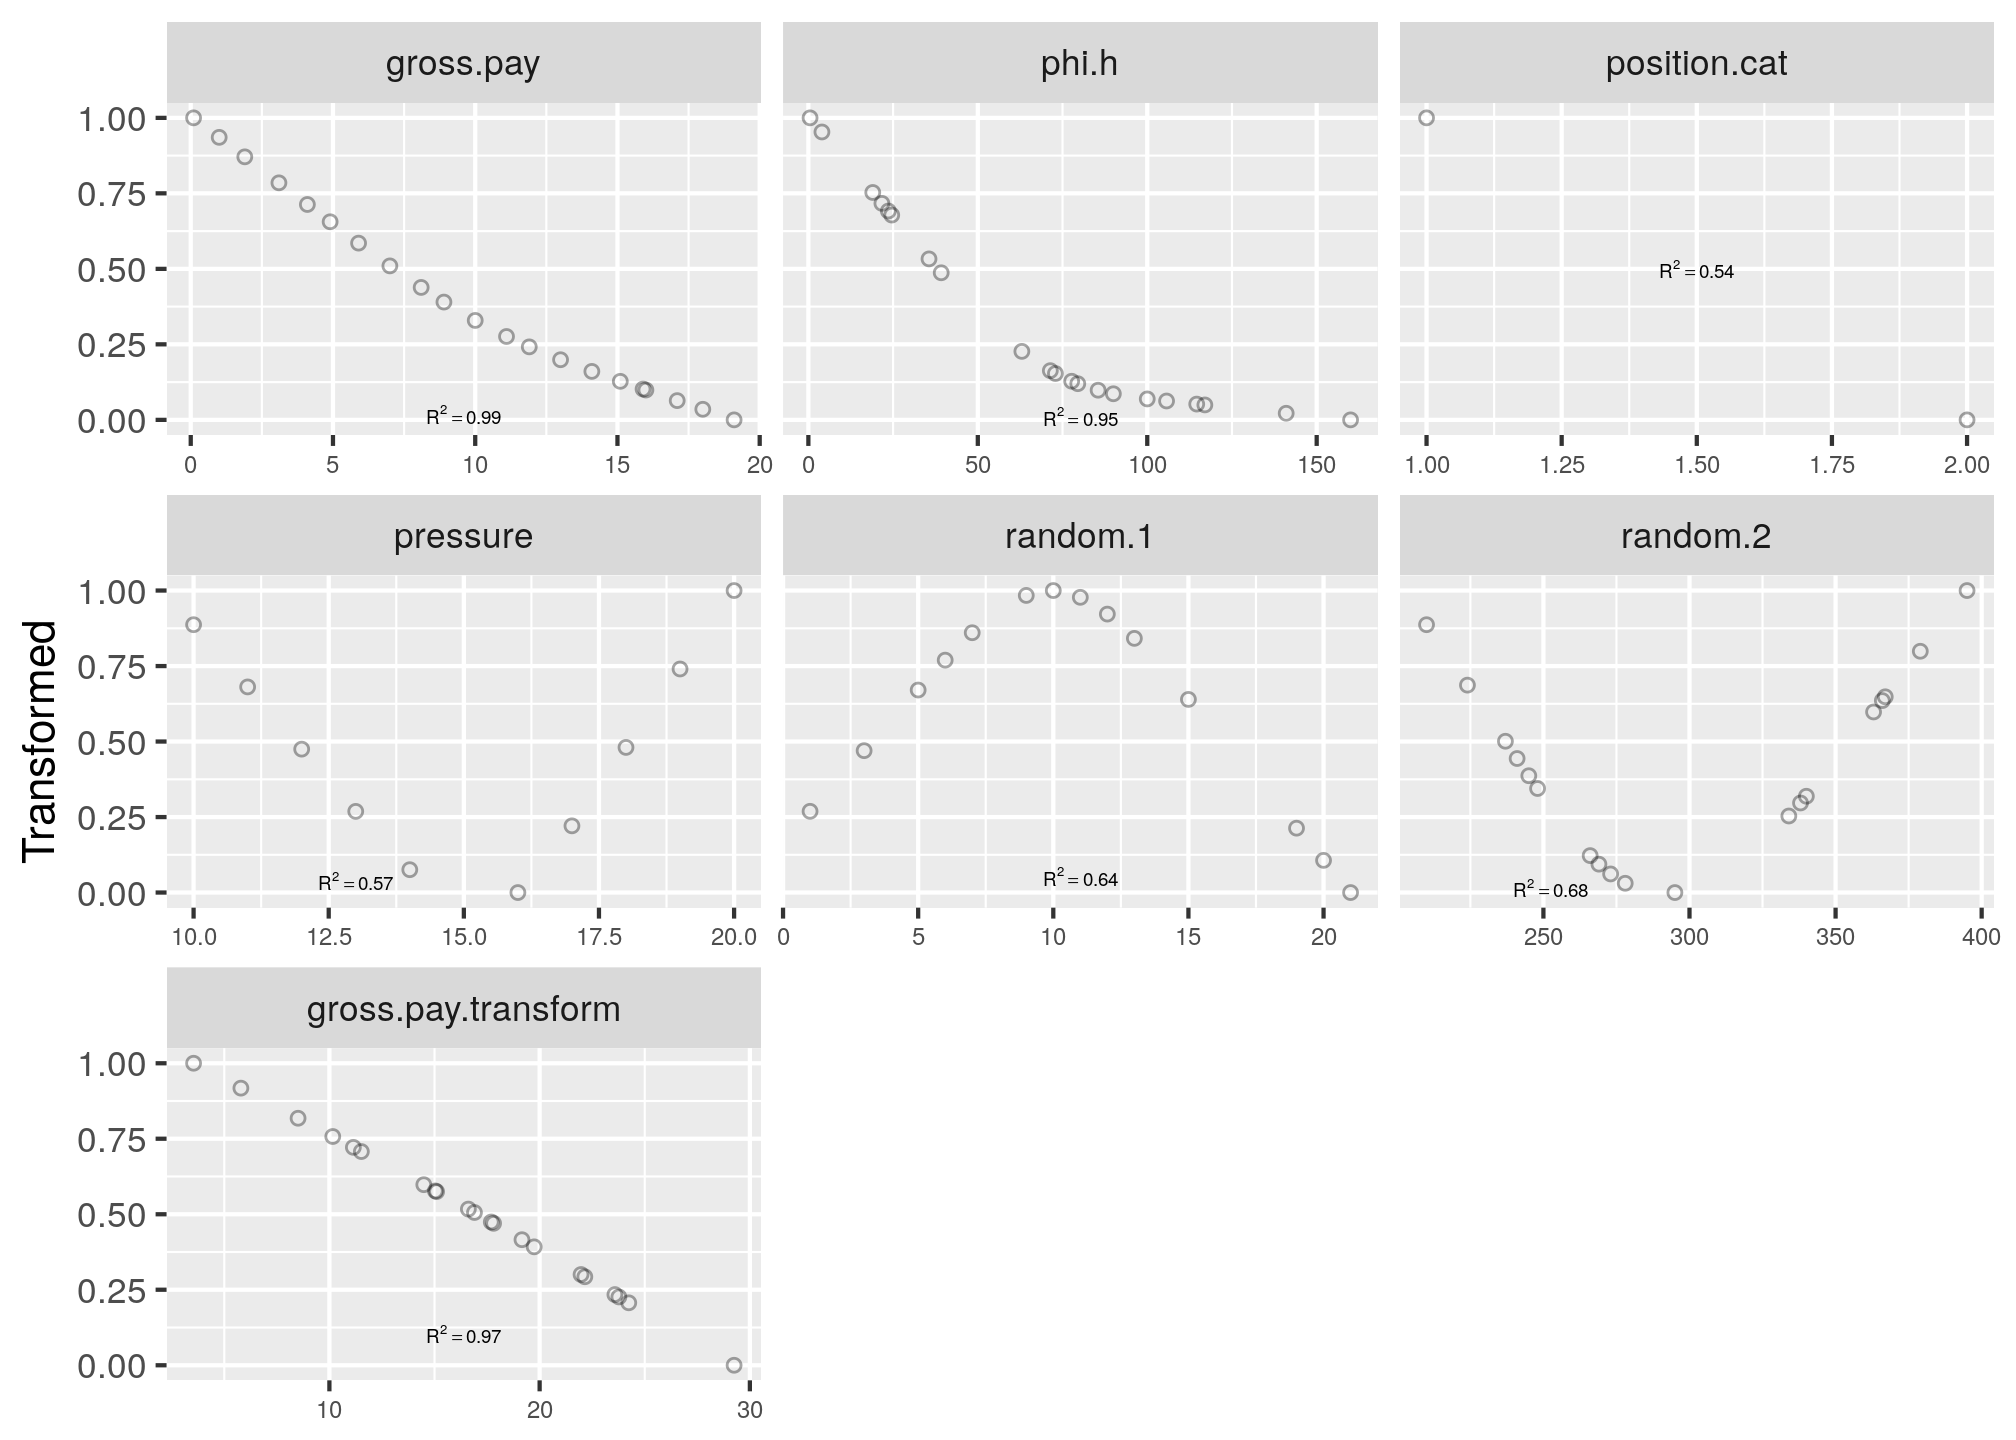 gross.pay phi.h position.cat
1.00
0.75
0.50
0.25
0.00
R² = 0.99
R² = 0.95
R² = 0.54
0 5 10 15 20 0 50 100 150 1.00 1.25 1.50 1.75 2.00
pressure random.1 random.2
Transformed
1.00
0.75
0.50
0.25
0.00
R² = 0.57
R² = 0.64
R² = 0.68
10.0 12.5 15.0 17.5 20.0 0 5 10 15 20 250 300 350 400
gross.pay.transform
1.00
0.75
0.50
0.25
0.00
R² = 0.97
10 20 30